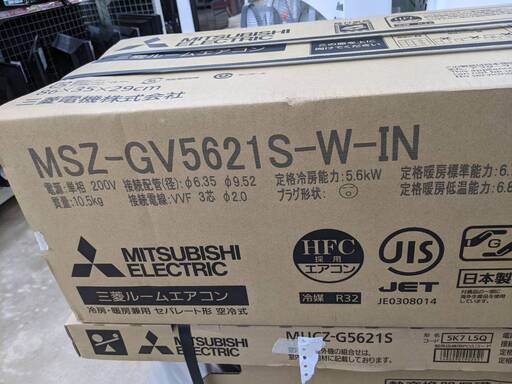 MITSUBISHI
ELECTRIC
三菱電機株式会社
×35×29cm
MSZ-GV5621S-W-IN
電源:単相 200V 接続配管(径):φ6.35 φ9.52
定格冷房能力:5.6kW
定格暖房標準能力:6.7
質量:10.5kg
接続電線:VVF 3芯 φ2.0
プラグ形状:
定格暖房低温能力:6.8
MITSUBISHI
ELECTRIC
三菱ルームエアコン
冷房・暖房兼用 セパレート形 空冷式
HFC
採用
エアコン
冷媒 R32
JIS
JET
JE0308014
G
日本製
MUCZ-G5621S
5K7 L5Q